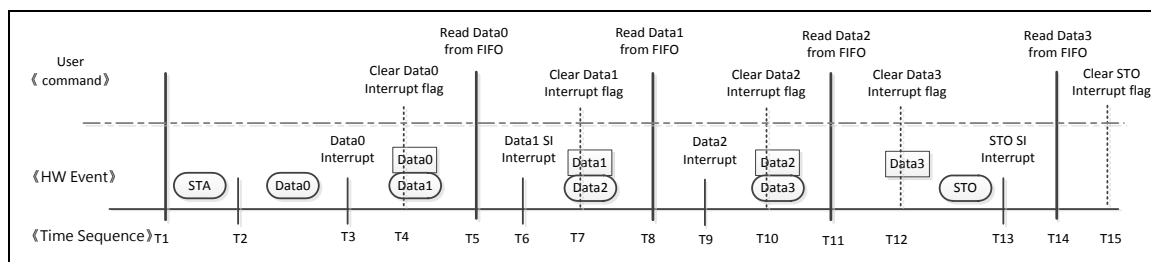 Read Data0
from FIFO
Read Data1
from FIFO
Read Data2
from FIFO
Read Data3
from FIFO
User
《 command》
Clear Data0
Interrupt flag
Clear Data1
Interrupt flag
Clear Data2
Interrupt flag
Clear Data3
Interrupt flag
Clear STO
Interrupt flag
Data0
Interrupt
Data1 SI
Interrupt
Data2
Interrupt
STO SI
Interrupt
《HW Event》
STA
Data0
Data0
Data1
Data1
Data2
Data2
Data3
Data3
STO
《Time Sequence》 T1 T2 T3 T4 T5 T6 T7 T8 T9 T10 T11 T12 T13 T14 T15